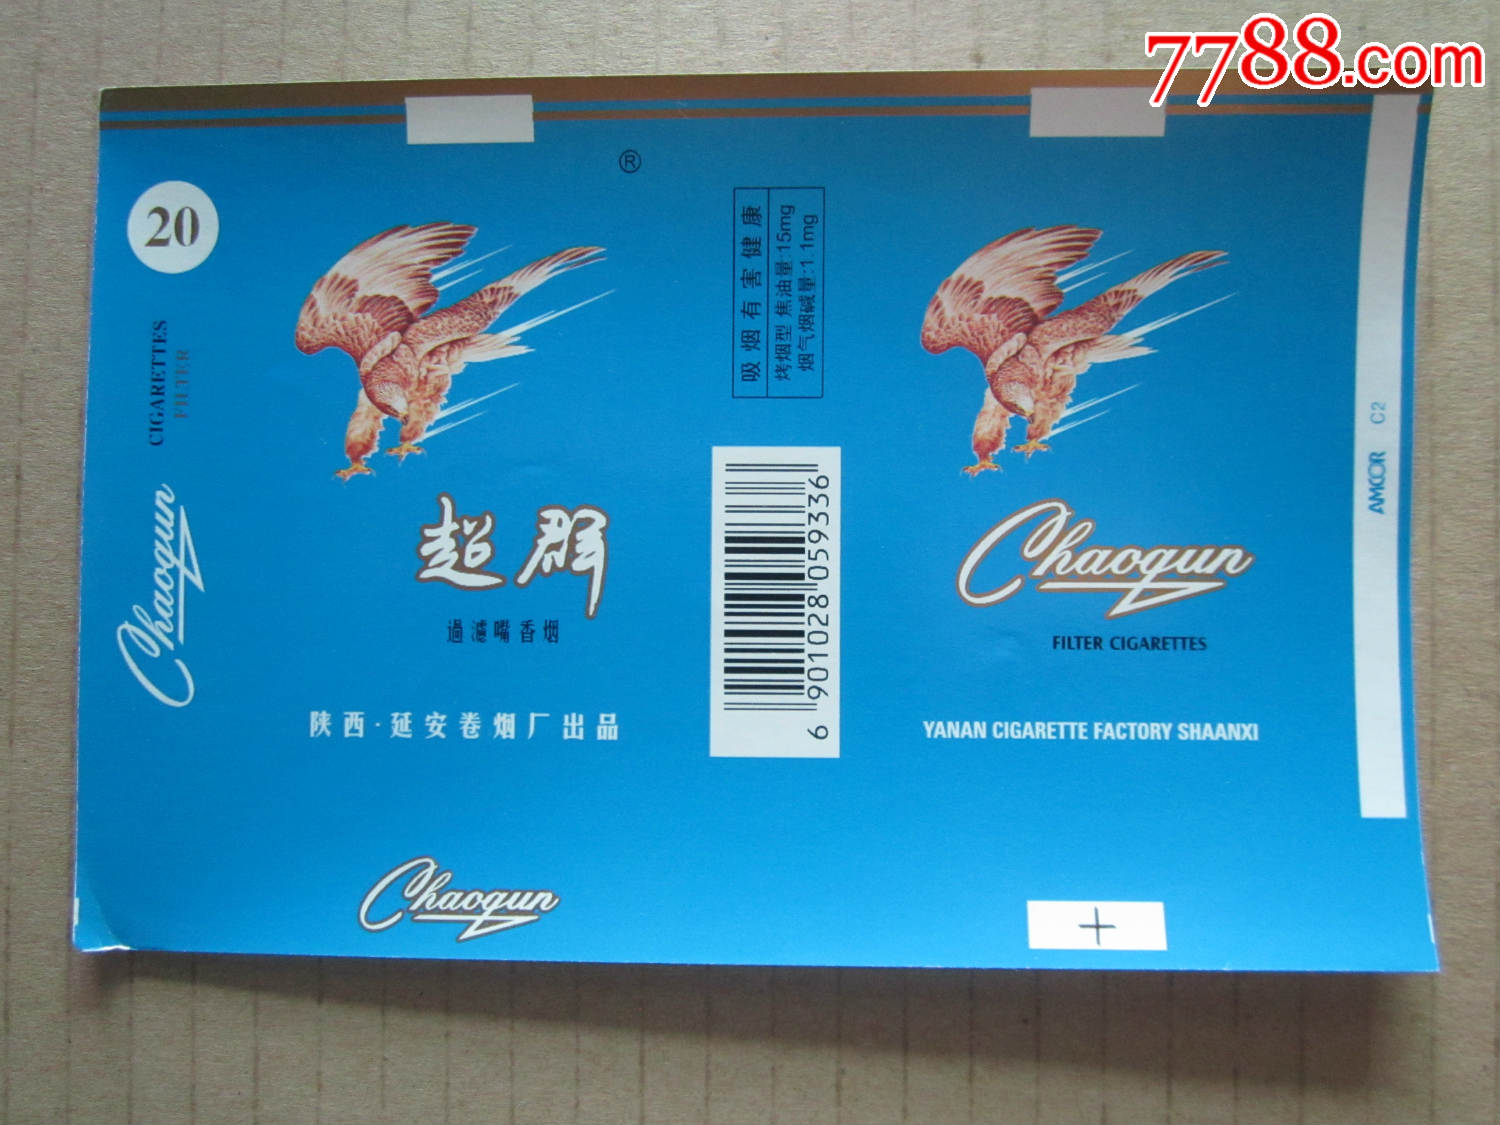 7788.com
®
20
CIGARETTES
FILTER
Chaoqun
超群
過濾嘴香烟
陕西·延安卷烟厂出品
Chaoqun
吸烟有害健康
烤烟型 焦油量:15mg
烟气烟碱量:1.1mg
6 901028 059336
Chaoqun
FILTER CIGARETTES
YANAN CIGARETTE FACTORY SHAANXI
AMCOR C2